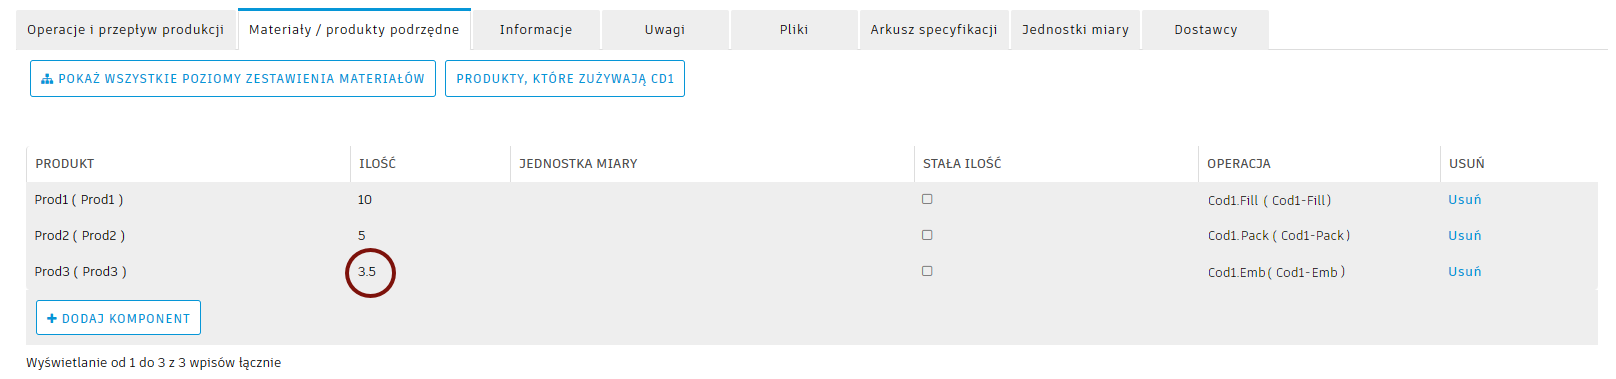 Operacje i przepływ produkcji Materiały / produkty podrzędne Informacje Uwagi Pliki Arkusz specyfikacji Jednostki miary Dostawcy
POKAŻ WSZYSTKIE POZIOMY ZESTAWIENIA MATERIAŁÓW PRODUKTY, KTÓRE ZUŻYWAJĄ CD1
PRODUKT ILOŚĆ JEDNOSTKA MIARY STAŁA ILOŚĆ OPERACJA USUŃ
Prod1 ( Prod1 ) 10 Cod1.Fill ( Cod1-Fill) Usuń
Prod2 ( Prod2 ) 5 Cod1.Pack ( Cod1-Pack) Usuń
Prod3 ( Prod3 ) 3.5 Cod1.Emb ( Cod1-Emb ) Usuń
DODAJ KOMPONENT
Wyświetlanie od 1 do 3 z 3 wpisów łącznie